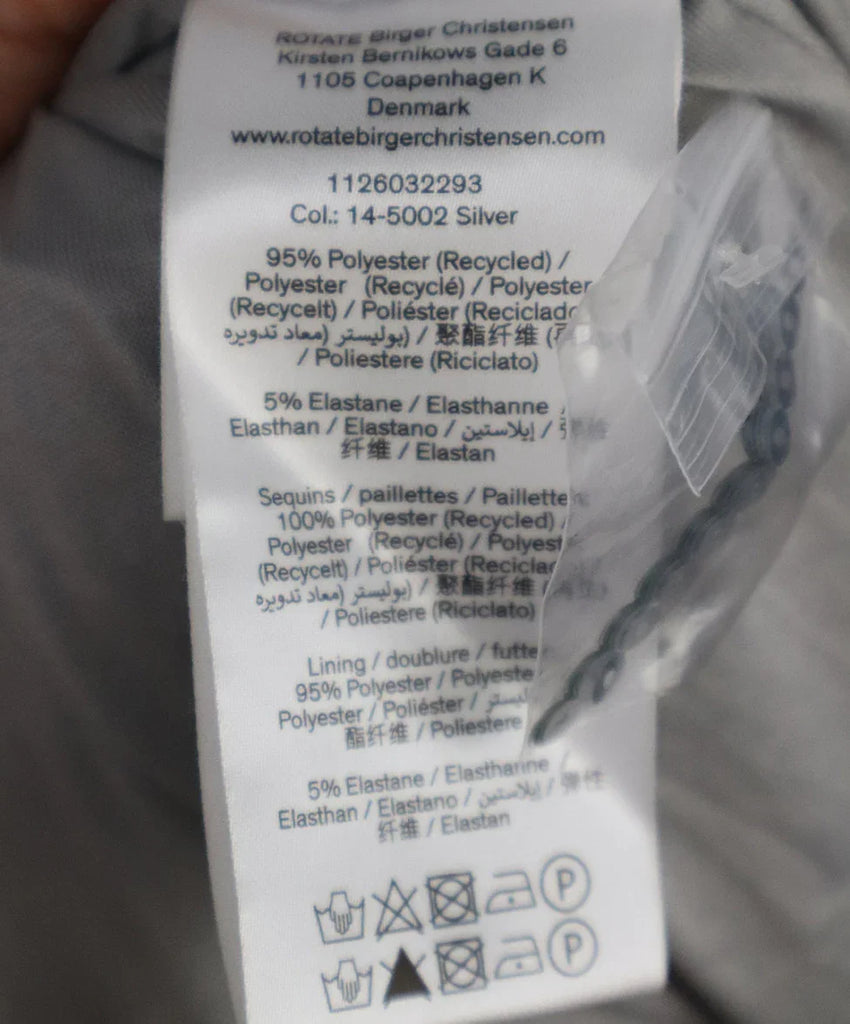 ROTATE Birger Christensen
Kirsten Bernikows Gade 6
1105 Coapenhagen K
Denmark
www.rotatebirgerchristensen.com
1126032293
Col.: 14-5002 Silver
95% Polyester (Recycled) /
Polyester (Recyclé) / Polyester
(Recycelt) / Poliéster (Reciclado
بوليستر (معاد تدويره) / 聚酯纤维
/ Poliestere (Riciclato)
5% Elastane / Elasthanne /
Elasthan / Elastano / إيلاستين /
纤维 / Elastan
Sequins / paillettes / Paillette
100% Polyester (Recycled) /
Polyester (Recyclé) / Polyest
(Recycelt) / Poliéster (Reciclad
بوليستر (معاد تدويره) / 聚酯纤维
/ Poliestere (Riciclato)
Lining / doublure / futte
95% Polyester / Polyeste
Polyester / Poliéster /
酯纤维 / Poliestere
5% Elastane / Elasthanne /
Elasthan / Elastano / إيلاستين / 弹性
纤维 / Elastan
P
P